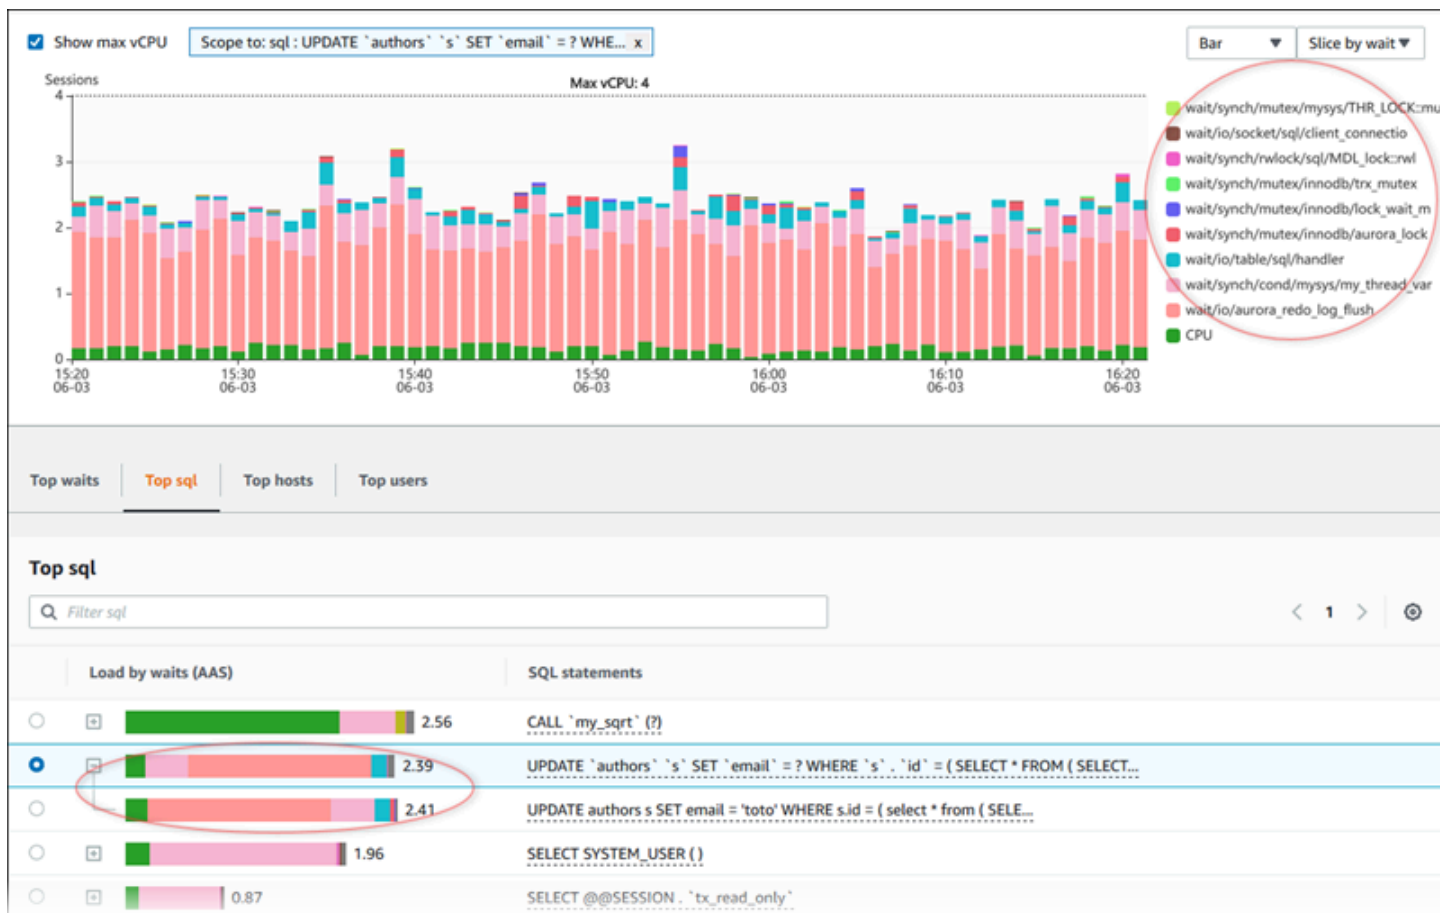 Show max vCPU
Scope to: sql : UPDATE `authors` `s` SET `email` = ? WHE... x
Bar
Slice by wait
Sessions
Max vCPU: 4
4
3
2
1
0
15:20
06-03
15:30
06-03
15:40
06-03
15:50
06-03
16:00
06-03
16:10
06-03
16:20
06-03
wait/synch/mutex/mysys/THR_LOCK::mu
wait/io/socket/sql/client_connectio
wait/synch/rwlock/sql/MDL_lock::rwl
wait/synch/mutex/innodb/trx_mutex
wait/synch/mutex/innodb/lock_wait_m
wait/synch/mutex/innodb/aurora_lock
wait/io/table/sql/handler
wait/synch/cond/mysys/my_thread_var
wait/io/aurora_redo_log_flush
CPU
Top waits
Top sql
Top hosts
Top users
Top sql
Filter sql
1
Load by waits (AAS)
SQL statements
2.56
CALL `my_sqrt` (?)
2.39
UPDATE `authors` `s` SET `email` = ? WHERE `s` . `id` = ( SELECT * FROM ( SELECT...
2.41
UPDATE authors s SET email = 'toto' WHERE s.id = ( select * from ( SELE...
1.96
SELECT SYSTEM_USER ( )
0.87
SELECT @@SESSION . `tx_read_only`